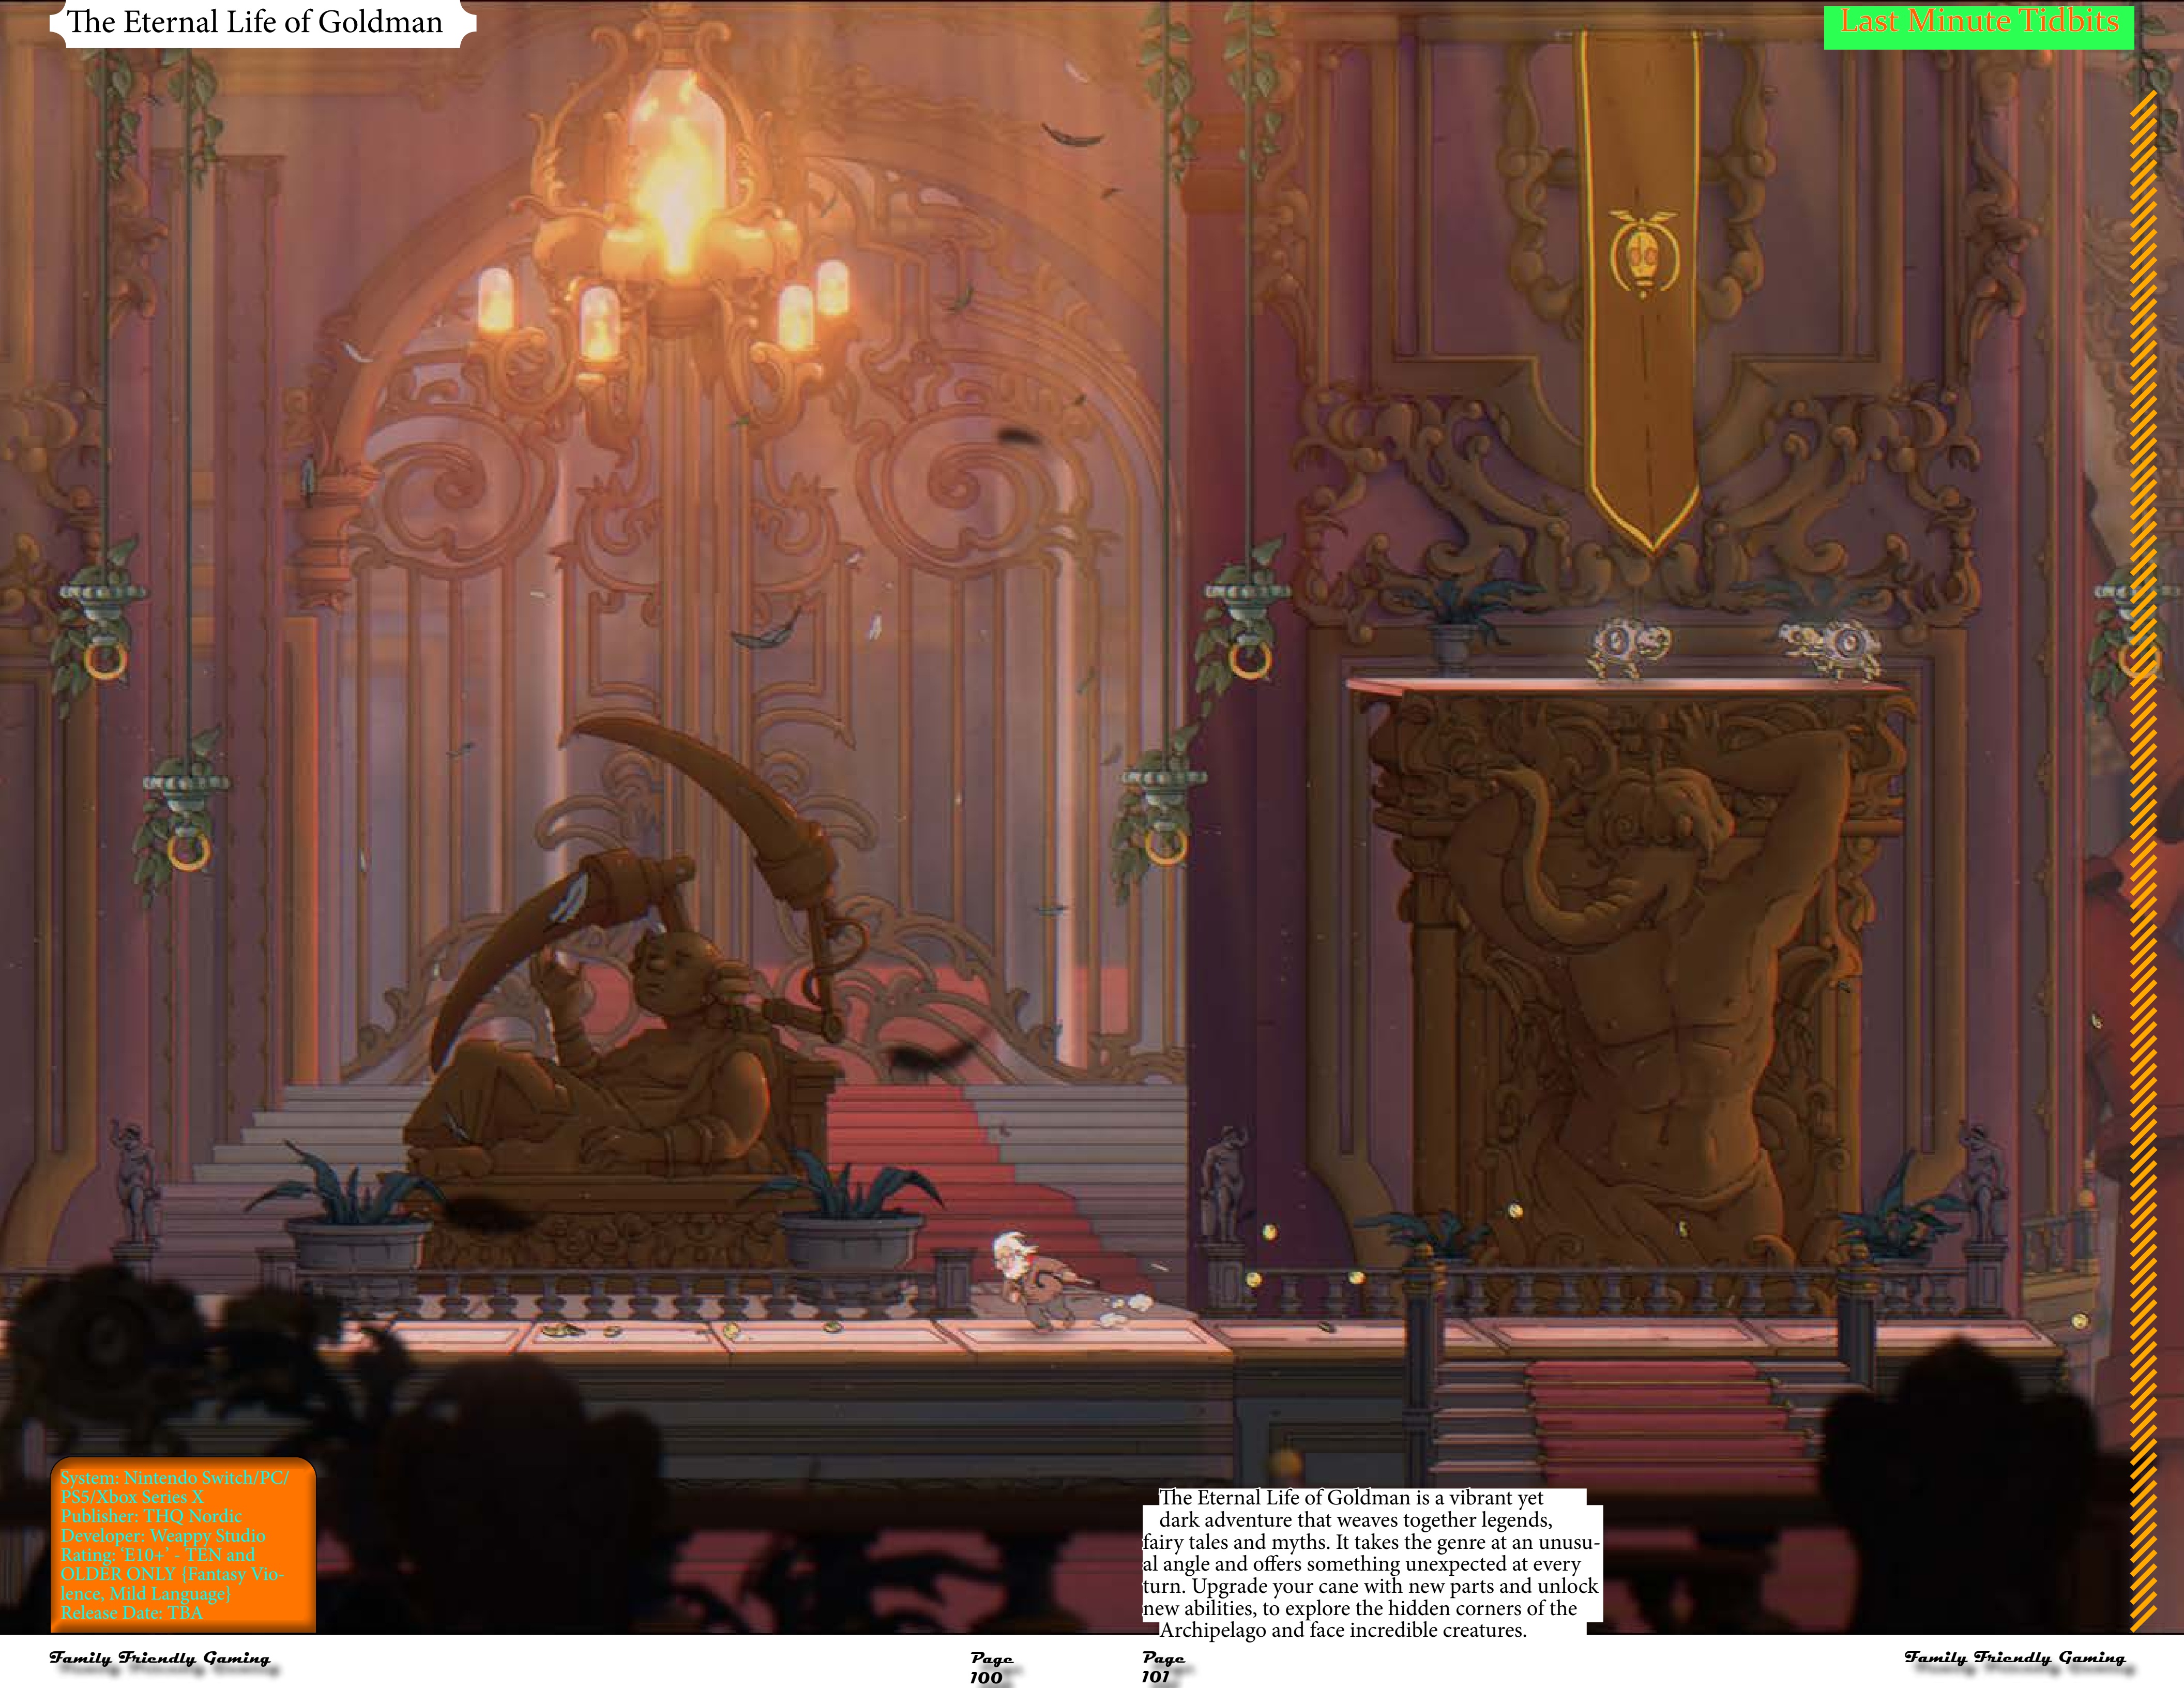 The Eternal Life of Goldman
Last Minute Tidbits
System: Nintendo Switch/PC/
PS5/Xbox Series X
Publisher: THQ Nordic
Developer: Weappy Studio
Rating: ‘E10+’ - TEN and
OLDER ONLY {Fantasy Vio-
lence, Mild Language}
Release Date: TBA
The Eternal Life of Goldman is a vibrant yet
dark adventure that weaves together legends,
fairy tales and myths. It takes the genre at an unusu-
al angle and offers something unexpected at every
turn. Upgrade your cane with new parts and unlock
new abilities, to explore the hidden corners of the
Archipelago and face incredible creatures.
Family Friendly Gaming
Page
100
Page
101
Family Friendly Gaming